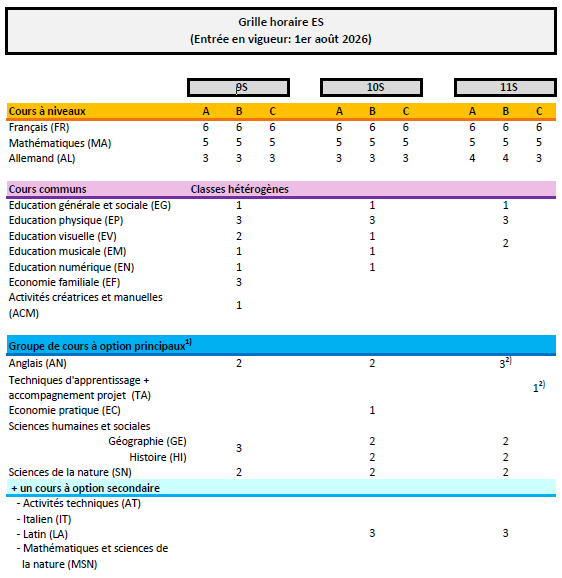 Grille horaire ES
(Entrée en vigueur: 1er août 2026)
9S 10S 11S
Cours à niveaux A B C A B C A B C
Français (FR) 6 6 6 6 6 6 6 6 6
Mathématiques (MA) 5 5 5 5 5 5 5 5 5
Allemand (AL) 3 3 3 3 3 3 4 4 3
Cours communs Classes hétérogènes
Education générale et sociale (EG) 1 1 1
Education physique (EP) 3 3 3
Education visuelle (EV) 2 1
2
Education musicale (EM) 1 1
Education numérique (EN) 1 1
Economie familiale (EF) 3
Activités créatrices et manuelles
(ACM) 1
Groupe de cours à option principaux1)
Anglais (AN) 2 2 32)
Techniques d'apprentissage +
accompagnement projet (TA) 12)
Economie pratique (EC) 1
Sciences humaines et sociales
Géographie (GE) 2 2
3
Histoire (HI) 2 2
Sciences de la nature (SN) 2 2 2
+ un cours à option secondaire
- Activités techniques (AT)
- Italien (IT)
- Latin (LA) 3 3
- Mathématiques et sciences de
la nature (MSN)